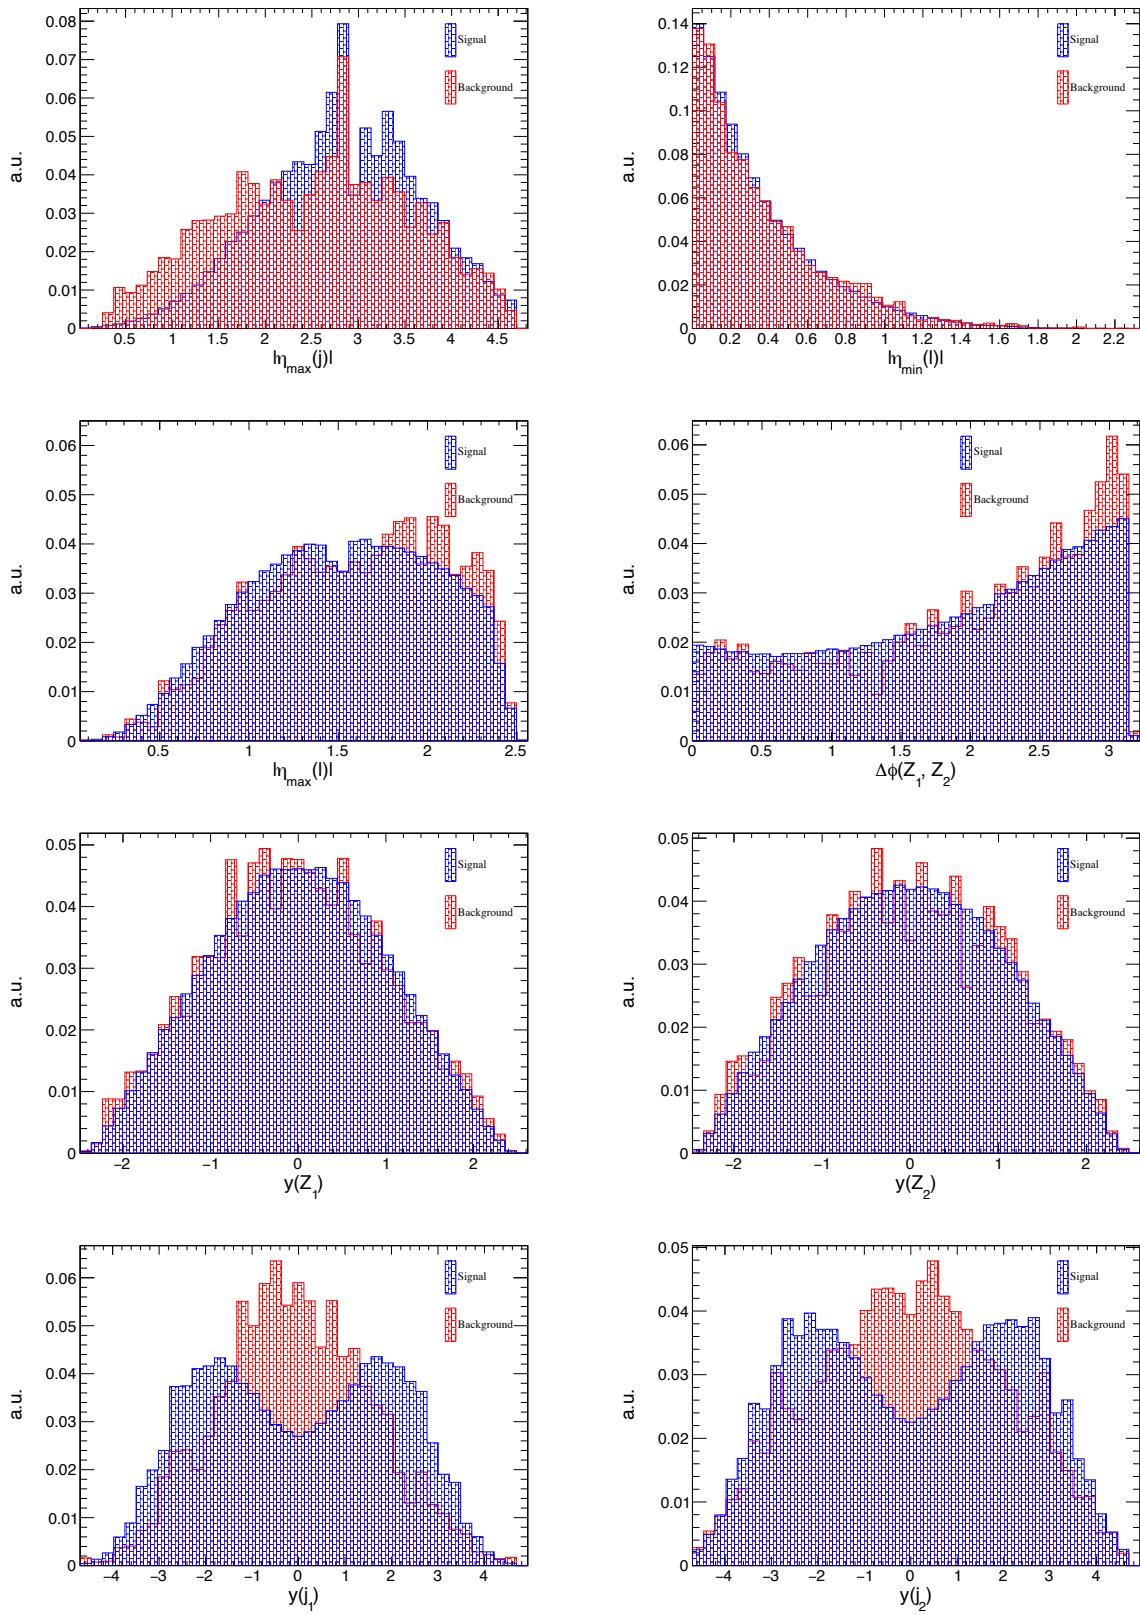 0.08
0.07
0.06
0.05
0.04
0.03
0.02
0.01
0
a.u.
Signal
Background
0.5 1 1.5 2 2.5 3 3.5 4 4.5
|η_max(j)|
0.14
0.12
0.1
0.08
0.06
0.04
0.02
0
a.u.
Signal
Background
0 0.2 0.4 0.6 0.8 1 1.2 1.4 1.6 1.8 2 2.2
|η_min(l)|
0.06
0.05
0.04
0.03
0.02
0.01
0
a.u.
Signal
Background
0.5 1 1.5 2 2.5
|η_max(l)|
0.06
0.05
0.04
0.03
0.02
0.01
0
a.u.
Signal
Background
0 0.5 1 1.5 2 2.5 3
Δφ(Z_1, Z_2)
0.05
0.04
0.03
0.02
0.01
0
a.u.
Signal
Background
−2 −1 0 1 2
y(Z_1)
0.05
0.04
0.03
0.02
0.01
0
a.u.
Signal
Background
−2 −1 0 1 2
y(Z_2)
0.06
0.05
0.04
0.03
0.02
0.01
0
a.u.
Signal
Background
−4 −3 −2 −1 0 1 2 3 4
y(j_1)
0.05
0.04
0.03
0.02
0.01
0
a.u.
Signal
Background
−4 −3 −2 −1 0 1 2 3 4
y(j_2)